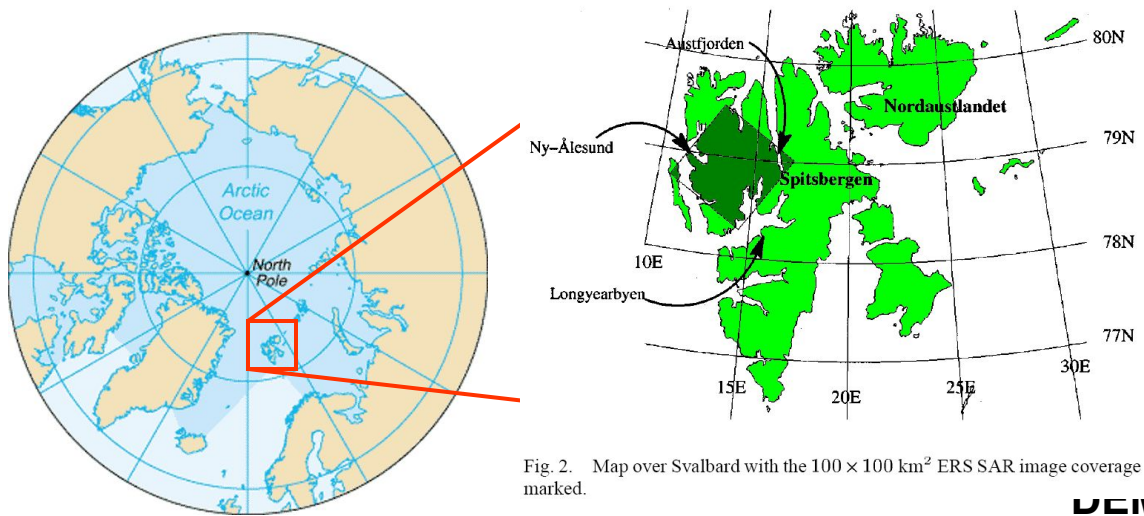 Arctic
Ocean
North
Pole
Austfjorden
80N
Nordaustlandet
Ny–Ålesund
79N
Spitsbergen
78N
10E
Longyearbyen
77N
15E
20E
25E
30E
Fig. 2. Map over Svalbard with the 100 × 100 km² ERS SAR image coverage
marked.